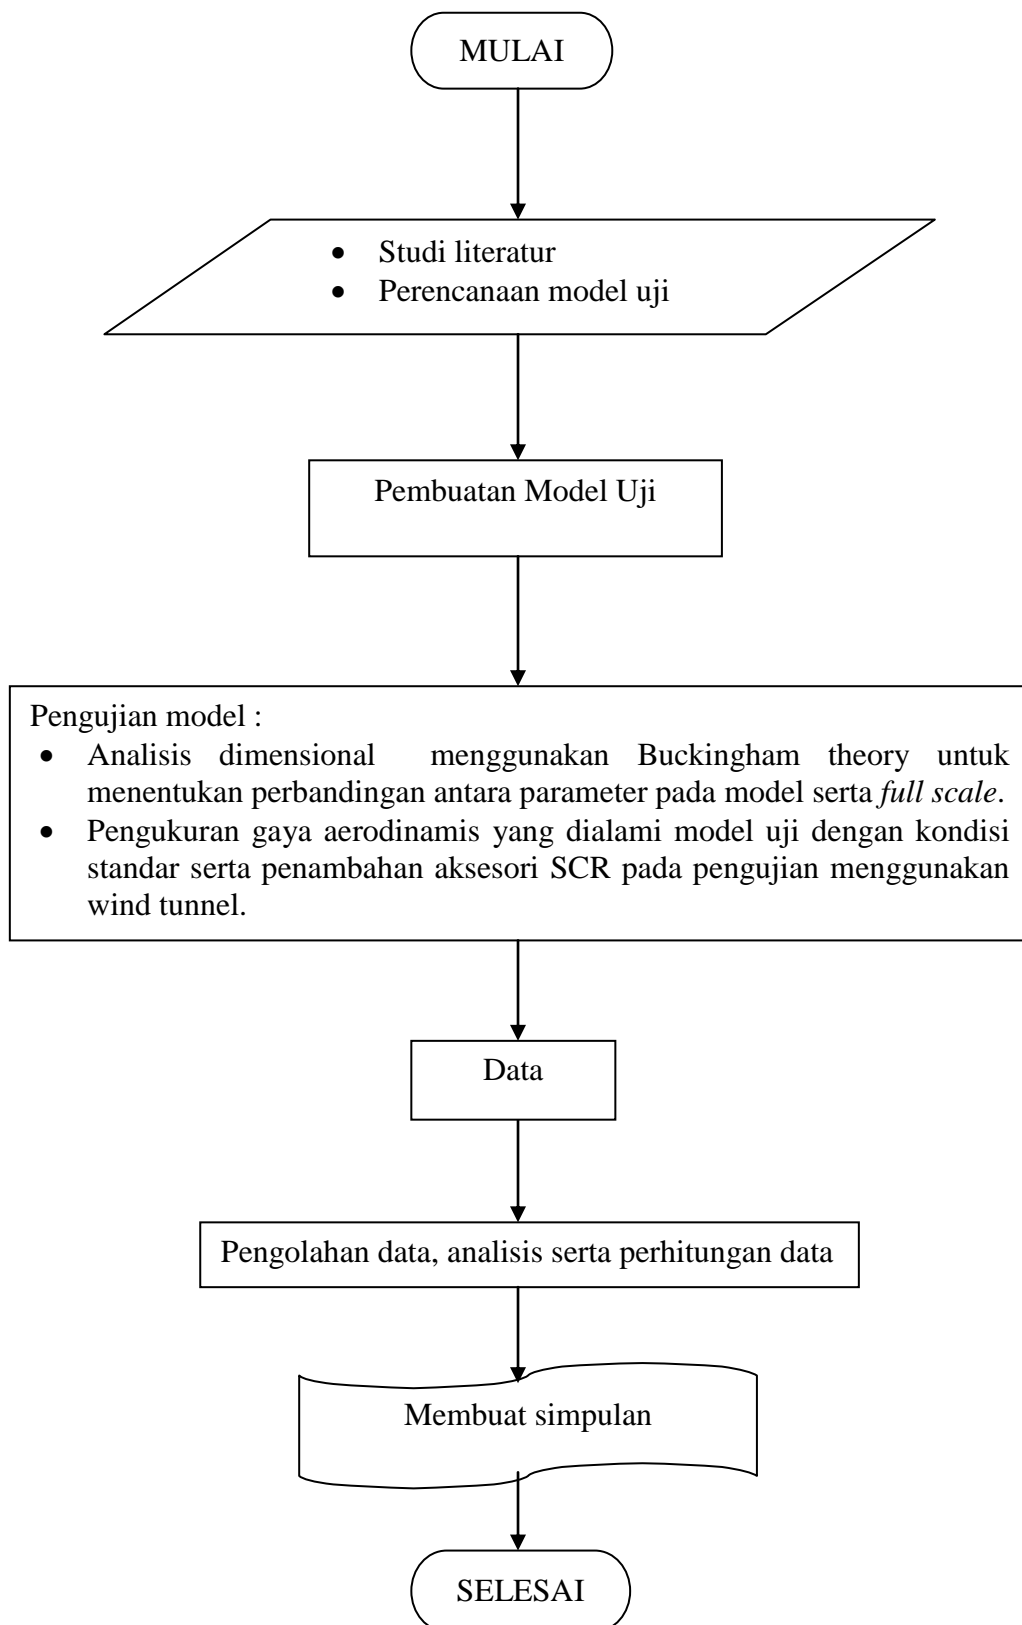 MULAI
• Studi literatur
• Perencanaan model uji
Pembuatan Model Uji
Pengujian model :
• Analisis dimensional menggunakan Buckingham theory untuk
menentukan perbandingan antara parameter pada model serta full scale.
• Pengukuran gaya aerodinamis yang dialami model uji dengan kondisi
standar serta penambahan aksesori SCR pada pengujian menggunakan
wind tunnel.
Data
Pengolahan data, analisis serta perhitungan data
Membuat simpulan
SELESAI